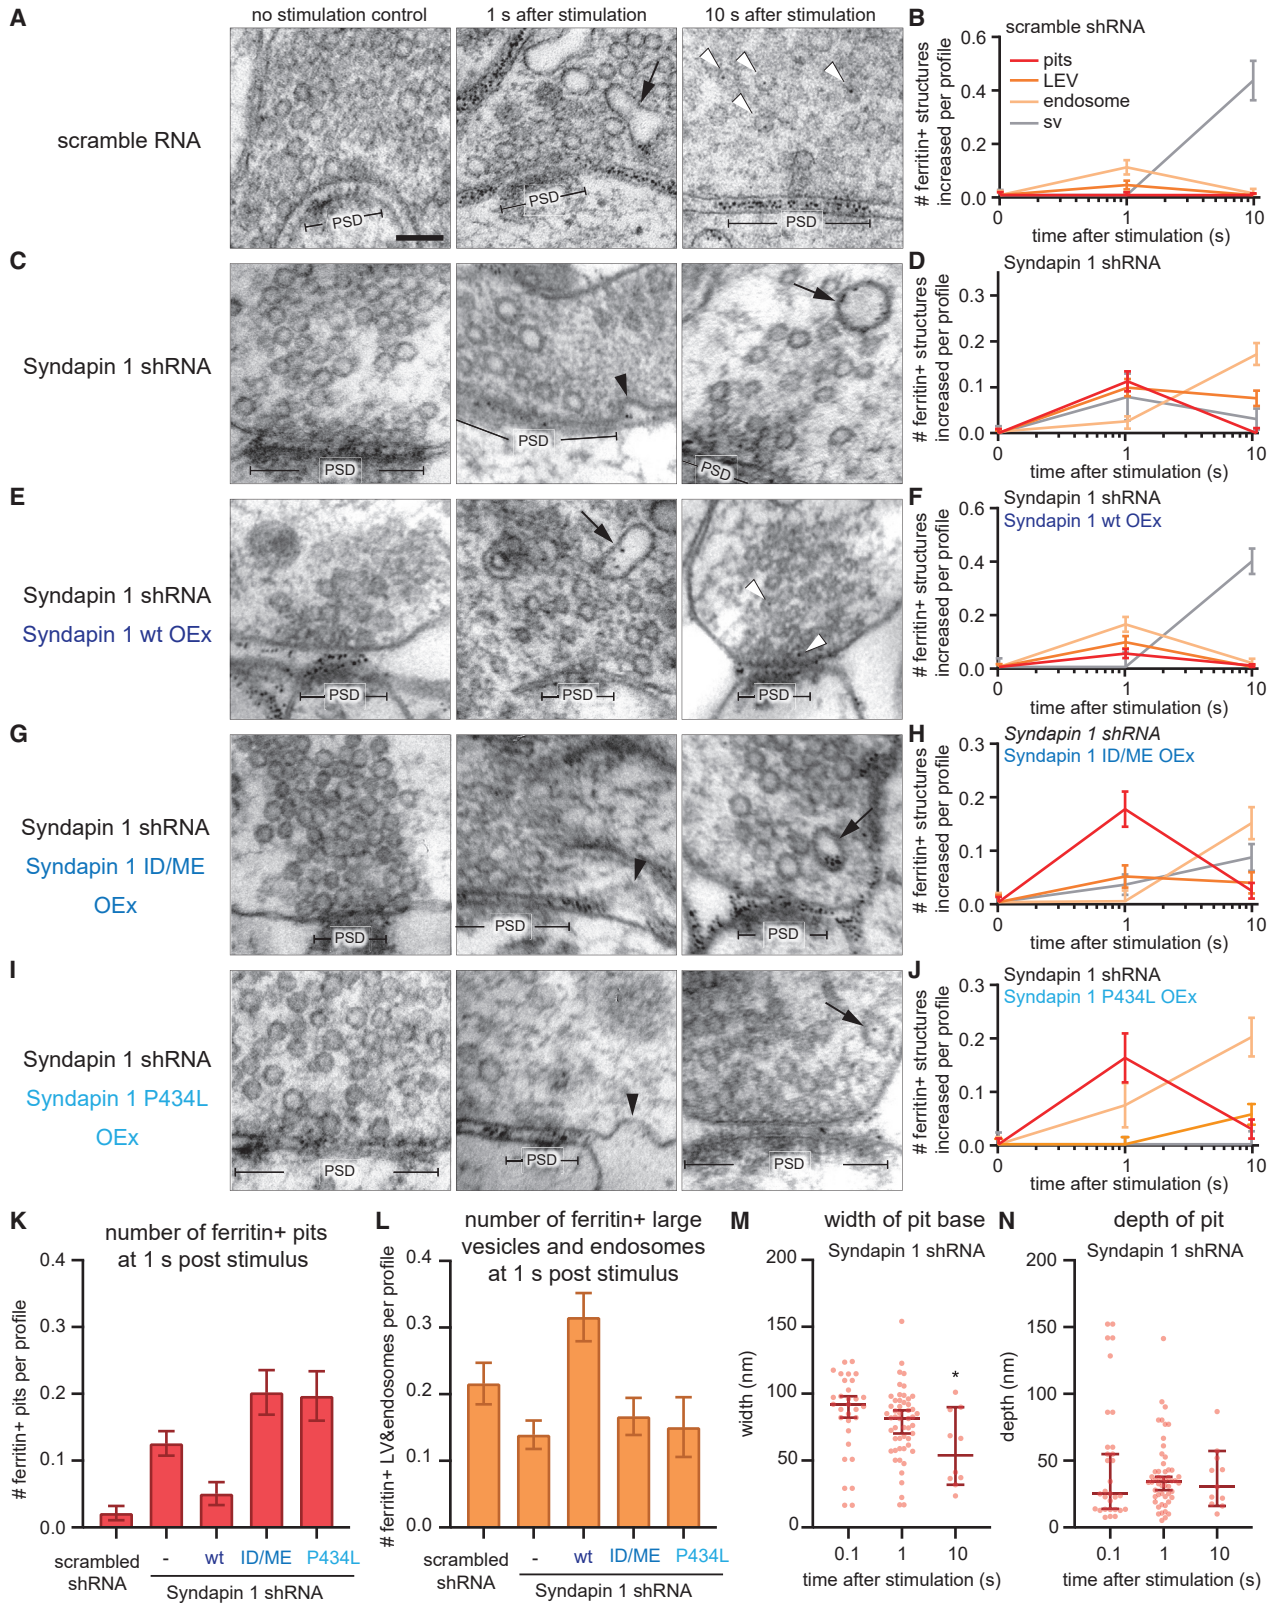 A
no stimulation control
1 s after stimulation
10 s after stimulation
scramble RNA
PSD
PSD
PSD
B
scramble shRNA
# ferritin+ structures
increased per profile
0.6
0.4
0.2
0.0
pits
LEV
endosome
sv
0
1
10
time after stimulation (s)
C
Syndapin 1 shRNA
PSD
PSD
PSD
D
Syndapin 1 shRNA
# ferritin+ structures
increased per profile
0.3
0.2
0.1
0.0
0
1
10
time after stimulation (s)
E
Syndapin 1 shRNA
Syndapin 1 wt OEx
PSD
PSD
PSD
F
Syndapin 1 shRNA
Syndapin 1 wt OEx
# ferritin+ structures
increased per profile
0.6
0.4
0.2
0.0
0
1
10
time after stimulation (s)
G
Syndapin 1 shRNA
Syndapin 1 ID/ME
OEx
PSD
PSD
PSD
H
Syndapin 1 shRNA
Syndapin 1 ID/ME OEx
# ferritin+ structures
increased per profile
0.3
0.2
0.1
0.0
0
1
10
time after stimulation (s)
I
Syndapin 1 shRNA
Syndapin 1 P434L
OEx
PSD
PSD
PSD
J
Syndapin 1 shRNA
Syndapin 1 P434L OEx
# ferritin+ structures
increased per profile
0.3
0.2
0.1
0.0
0
1
10
time after stimulation (s)
K
number of ferritin+ pits
at 1 s post stimulus
# ferritin+ pits per profile
0.4
0.3
0.2
0.1
0.0
scrambled
shRNA
-
wt
ID/ME
P434L
Syndapin 1 shRNA
L
number of ferritin+ large
vesicles and endosomes
at 1 s post stimulus
# ferritin+ LV&endosomes per profile
0.4
0.3
0.2
0.1
0.0
scrambled
shRNA
-
wt
ID/ME
P434L
Syndapin 1 shRNA
M
width of pit base
Syndapin 1 shRNA
width (nm)
200
150
100
50
0
*
0.1
1
10
time after stimulation (s)
N
depth of pit
Syndapin 1 shRNA
depth (nm)
200
150
100
50
0
0.1
1
10
time after stimulation (s)